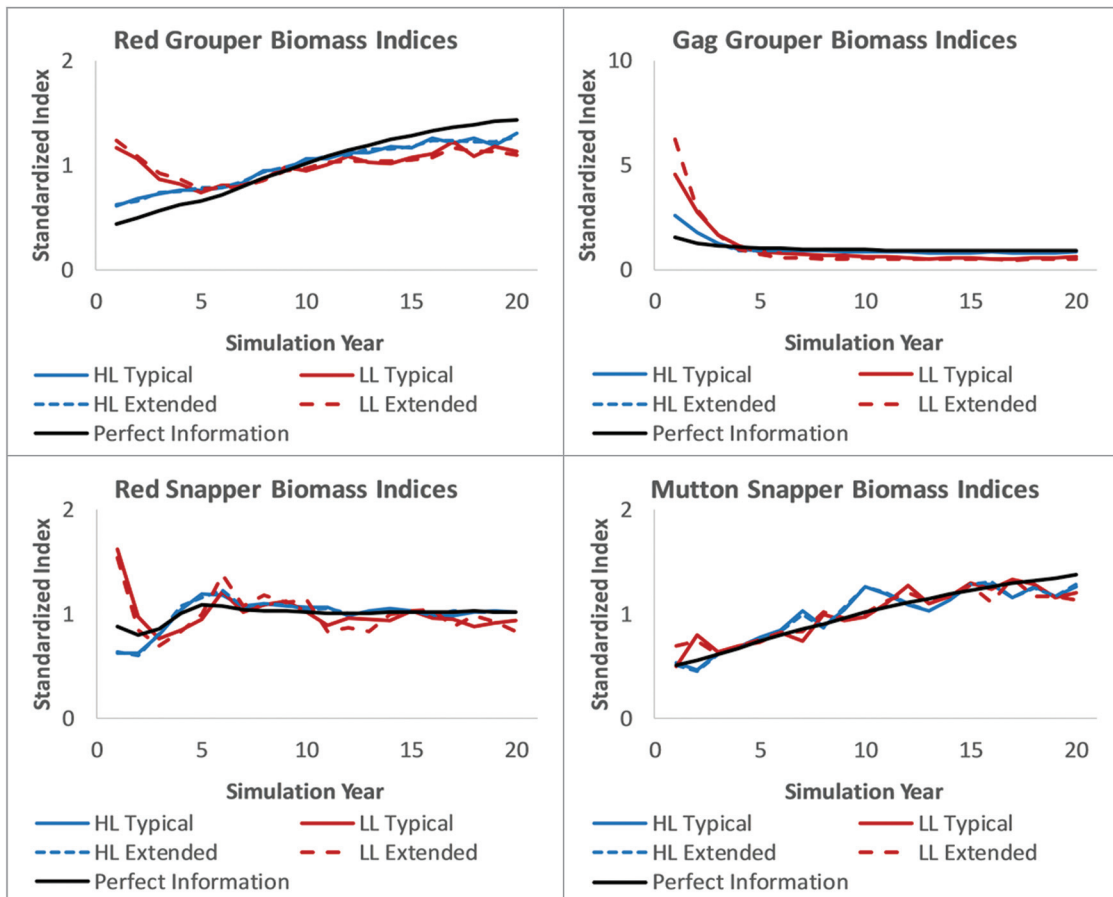 Red Grouper Biomass Indices
2
1
0
Standardized Index
0 5 10 15 20
Simulation Year
HL Typical LL Typical
HL Extended LL Extended
Perfect Information
Gag Grouper Biomass Indices
10
5
0
Standardized Index
0 5 10 15 20
Simulation Year
HL Typical LL Typical
HL Extended LL Extended
Perfect Information
Red Snapper Biomass Indices
2
1
0
Standardized Index
0 5 10 15 20
Simulation Year
HL Typical LL Typical
HL Extended LL Extended
Perfect Information
Mutton Snapper Biomass Indices
2
1
0
Standardized Index
0 5 10 15 20
Simulation Year
HL Typical LL Typical
HL Extended LL Extended
Perfect Information